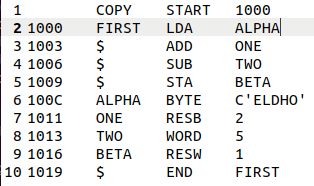 1 COPY START 1000
2 1000 FIRST LDA ALPHA
3 1003 $ ADD ONE
4 1006 $ SUB TWO
5 1009 $ STA BETA
6 100C ALPHA BYTE C'ELDHO'
7 1011 ONE RESB 2
8 1013 TWO WORD 5
9 1016 BETA RESW 1
10 1019 $ END FIRST